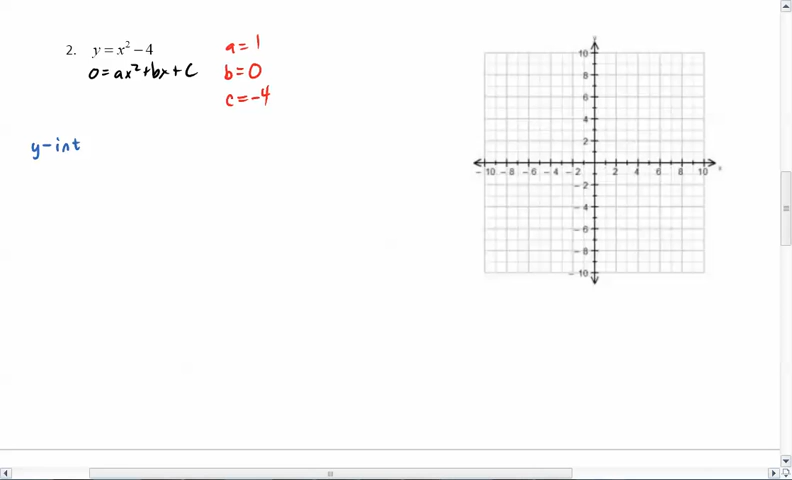 2. y = x² − 4
0 = ax² + bx + c
a = 1
b = 0
c = -4
y-int
y
10
8
6
4
2
-10 -8 -6 -4 -2 2 4 6 8 10
-2
-4
-6
-8
-10